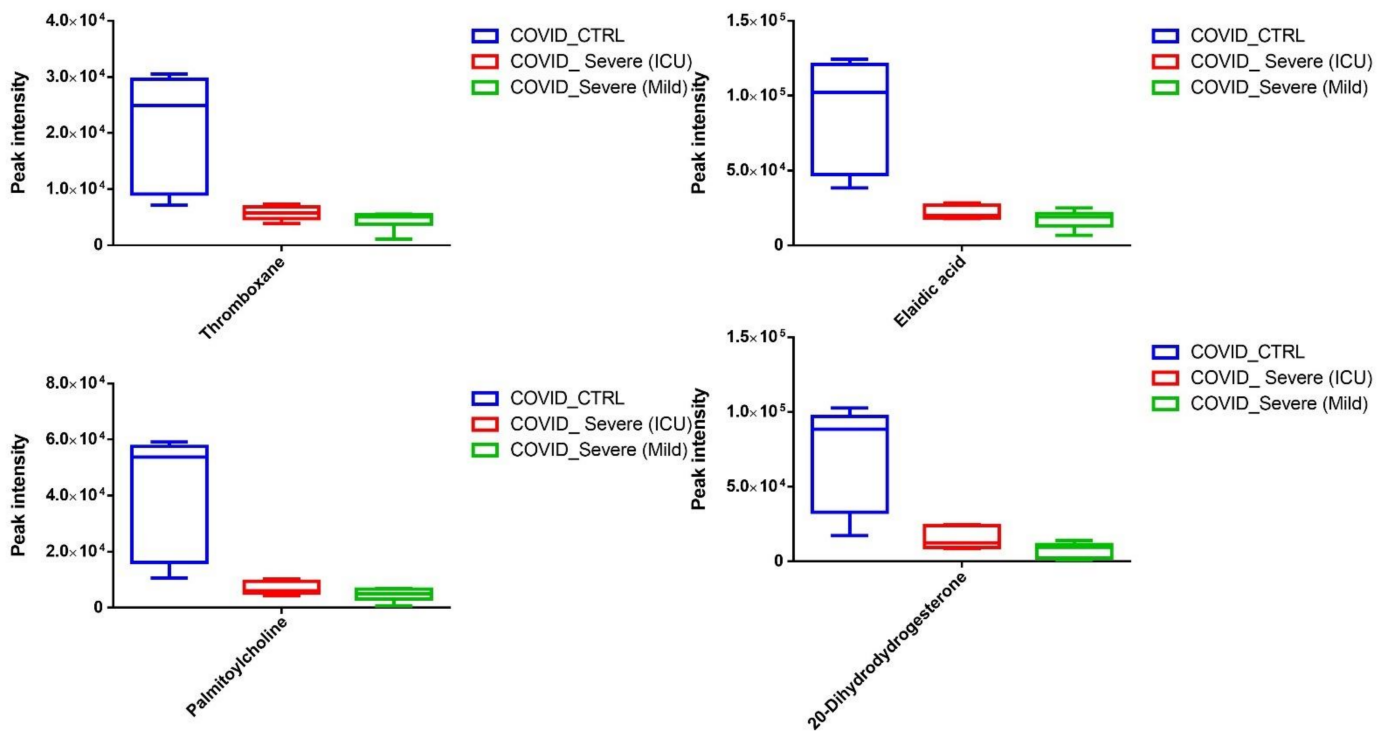 4.0×10⁴
3.0×10⁴
2.0×10⁴
1.0×10⁴
0
Peak intensity
Thromboxane
COVID_CTRL
COVID_ Severe (ICU)
COVID_Severe (Mild)
1.5×10⁵
1.0×10⁵
5.0×10⁴
0
Peak intensity
Elaidic acid
COVID_CTRL
COVID_ Severe (ICU)
COVID_Severe (Mild)
8.0×10⁴
6.0×10⁴
4.0×10⁴
2.0×10⁴
0
Peak intensity
Palmitoylcholine
COVID_CTRL
COVID_ Severe (ICU)
COVID_Severe (Mild)
1.5×10⁵
1.0×10⁵
5.0×10⁴
0
Peak intensity
20-Dihydrodydrogesterone
COVID_CTRL
COVID_ Severe (ICU)
COVID_Severe (Mild)